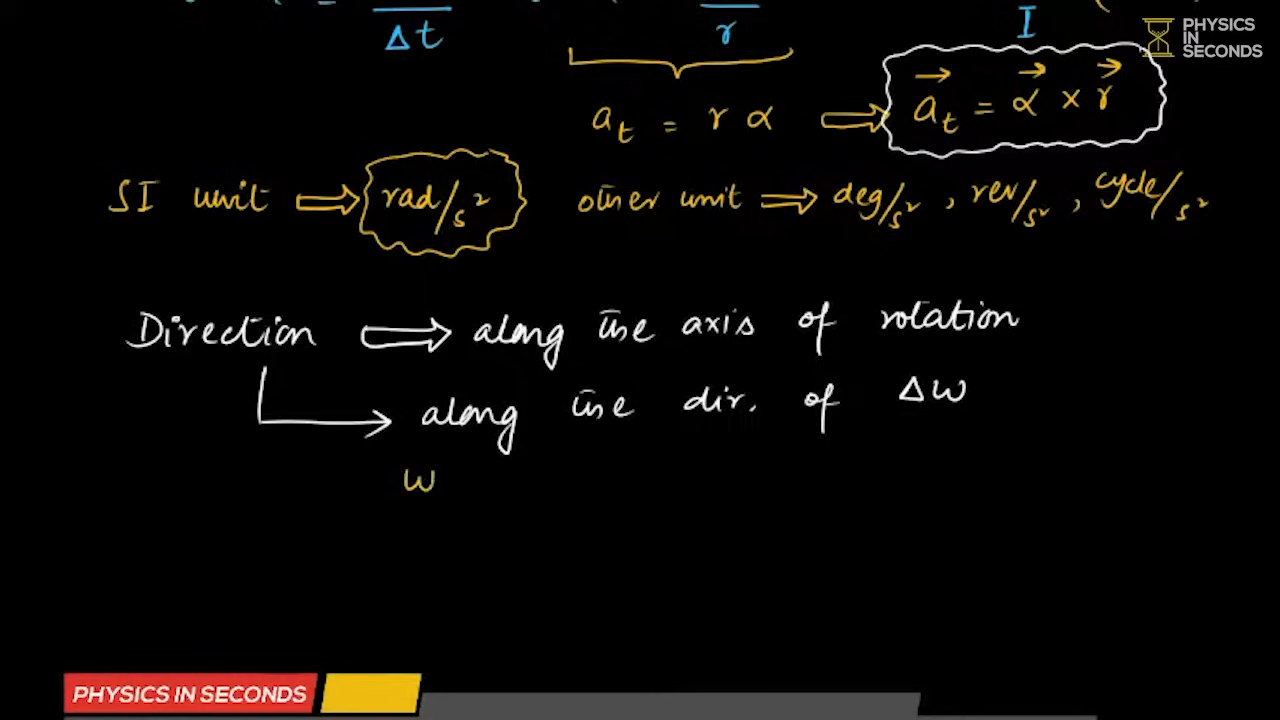 Δt
r
I
PHYSICS
IN
SECONDS
a_t = r α ⇒ a_t→ = α→ × r→
SI unit ⇒ rad/s² other unit ⇒ deg/s², rev/s², cycle/s²
Direction ⇒ along the axis of rotation
→ along the dir. of Δω
ω
PHYSICS IN SECONDS